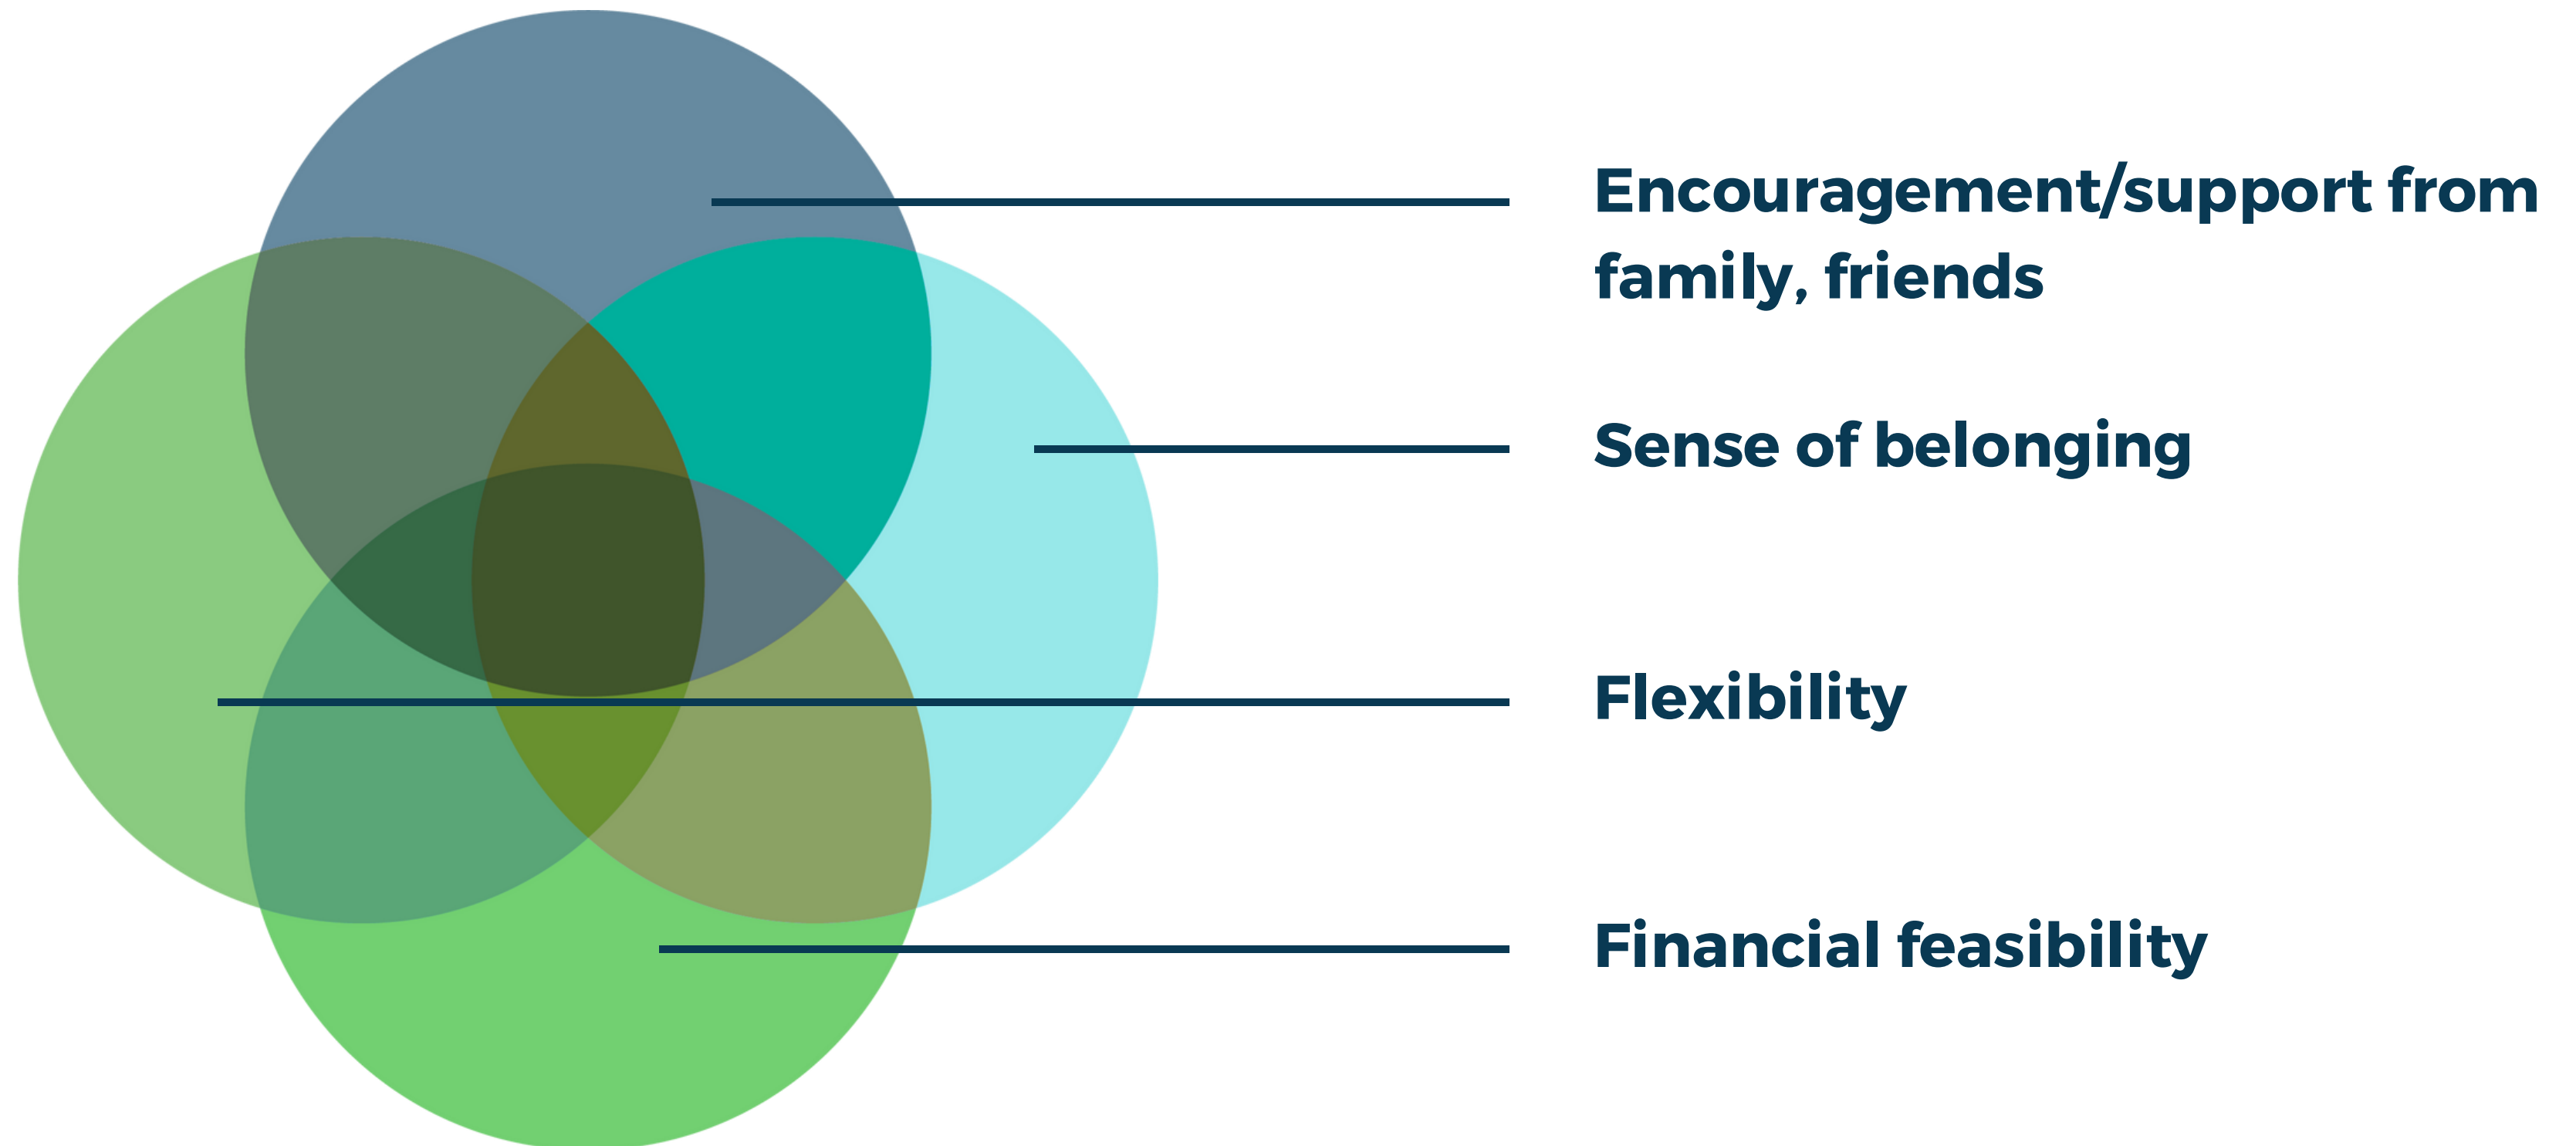 Encouragement/support from
family, friends
Sense of belonging
Flexibility
Financial feasibility